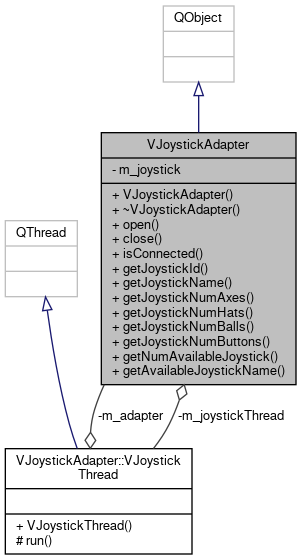 QObject
VJoystickAdapter
- m_joystick
+ VJoystickAdapter()
+ ~VJoystickAdapter()
+ open()
+ close()
+ isConnected()
+ getJoystickId()
+ getJoystickName()
+ getJoystickNumAxes()
+ getJoystickNumHats()
+ getJoystickNumBalls()
+ getJoystickNumButtons()
+ getNumAvailableJoystick()
+ getAvailableJoystickName()
QThread
-m_adapter
-m_joystickThread
VJoystickAdapter::VJoystick
Thread
+ VJoystickThread()
# run()